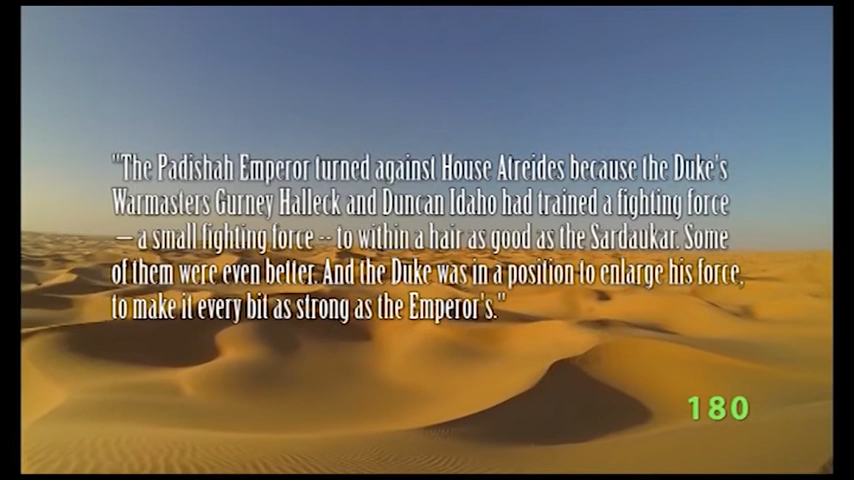 "The Padishah Emperor turned against House Atreides because the Duke's
Warmasters Gurney Halleck and Duncan Idaho had trained a fighting force
– a small fighting force -- to within a hair as good as the Sardaukar. Some
of them were even better. And the Duke was in a position to enlarge his force,
to make it every bit as strong as the Emperor's."
180